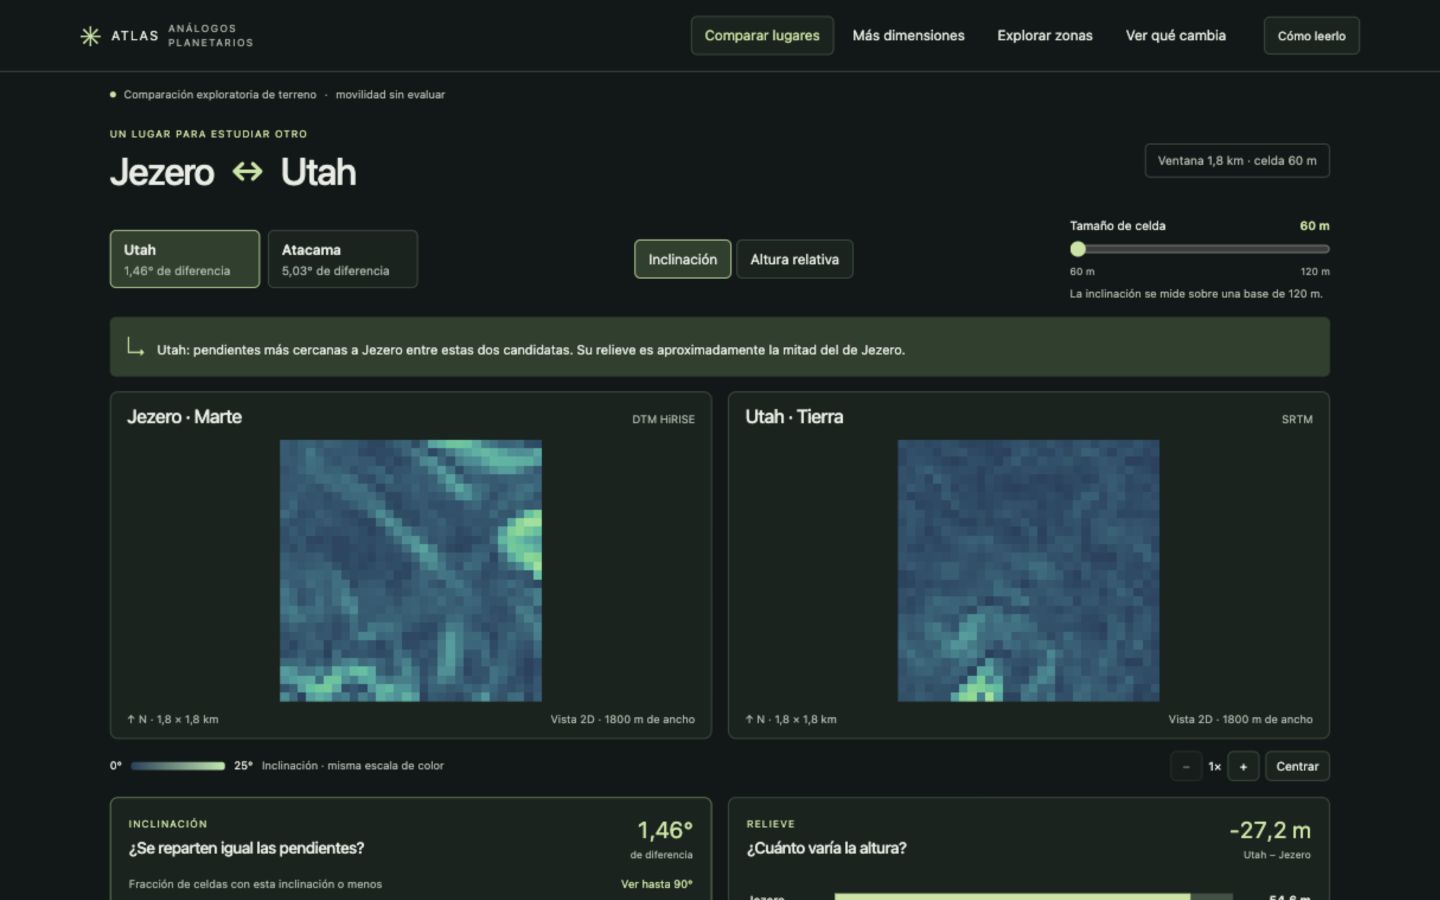 ATLAS
ANÁLOGOS
PLANETARIOS
Comparar lugares
Más dimensiones
Explorar zonas
Ver qué cambia
Cómo leerlo
Comparación exploratoria de terreno · movilidad sin evaluar
UN LUGAR PARA ESTUDIAR OTRO
Jezero ↔ Utah
Ventana 1,8 km · celda 60 m
Utah
1,46° de diferencia
Atacama
5,03° de diferencia
Inclinación
Altura relativa
Tamaño de celda
60 m
60 m
120 m
La inclinación se mide sobre una base de 120 m.
Utah: pendientes más cercanas a Jezero entre estas dos candidatas. Su relieve es aproximadamente la mitad del de Jezero.
Jezero · Marte
DTM HiRISE
↑ N · 1,8 × 1,8 km
Vista 2D · 1800 m de ancho
Utah · Tierra
SRTM
↑ N · 1,8 × 1,8 km
Vista 2D · 1800 m de ancho
0°
25°
Inclinación · misma escala de color
− 1× +
Centrar
INCLINACIÓN
¿Se reparten igual las pendientes?
1,46°
de diferencia
Fracción de celdas con esta inclinación o menos
Ver hasta 90°
RELIEVE
¿Cuánto varía la altura?
-27,2 m
Utah – Jezero
Jezero
54,6 m